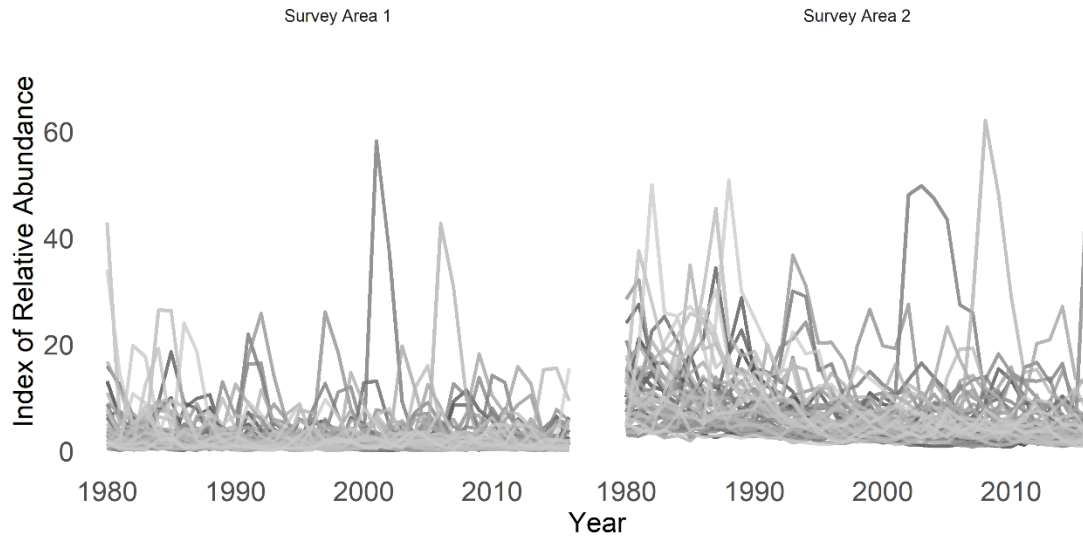 Survey Area 1
Survey Area 2
Index of Relative Abundance
60
40
20
0
1980 1990 2000 2010
1980 1990 2000 2010
Year